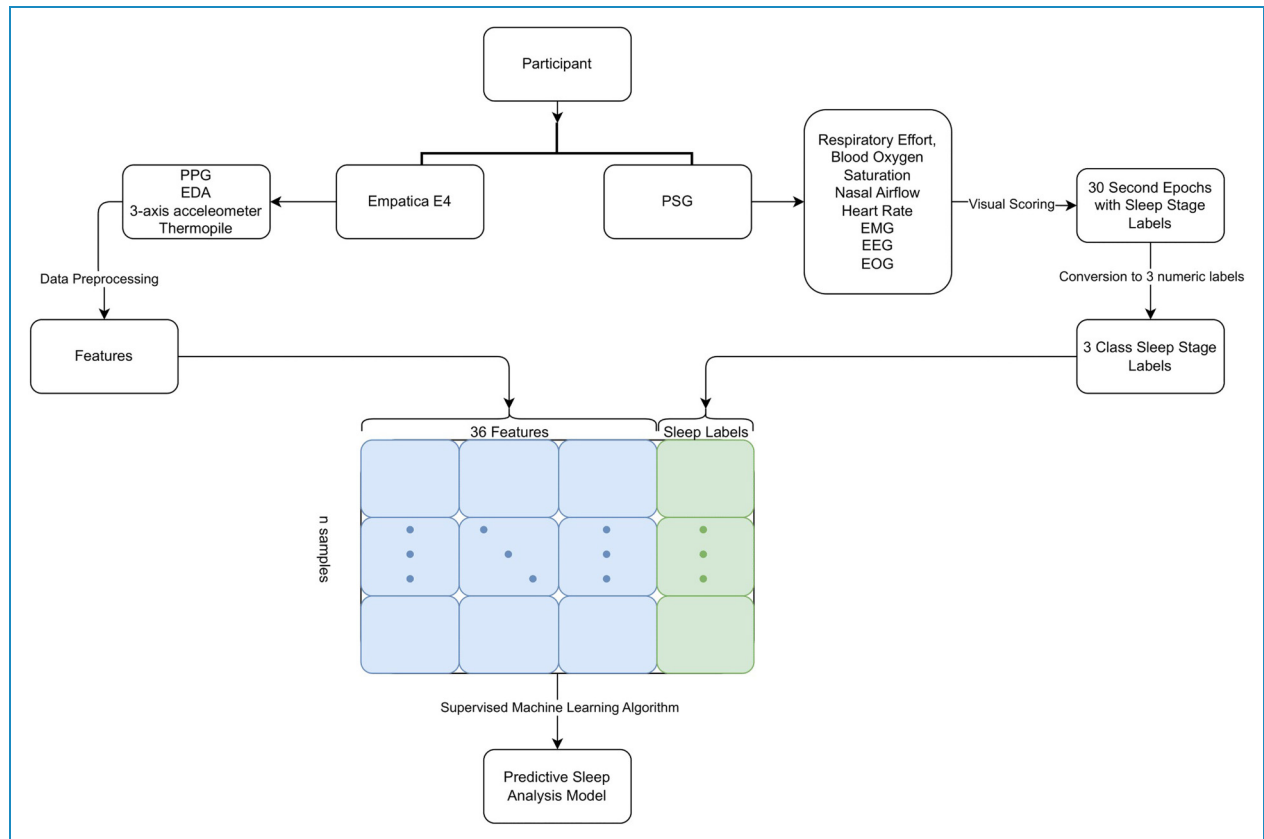 Participant
PPG
EDA
3-axis acceleometer
Thermopile
Empatica E4
PSG
Respiratory Effort,
Blood Oxygen
Saturation
Nasal Airflow
Heart Rate
EMG
EEG
EOG
Visual Scoring
30 Second Epochs
with Sleep Stage
Labels
Data Preprocessing
Conversion to 3 numeric labels
Features
3 Class Sleep Stage
Labels
36 Features
Sleep Labels
n samples
Supervised Machine Learning Algorithm
Predictive Sleep
Analysis Model